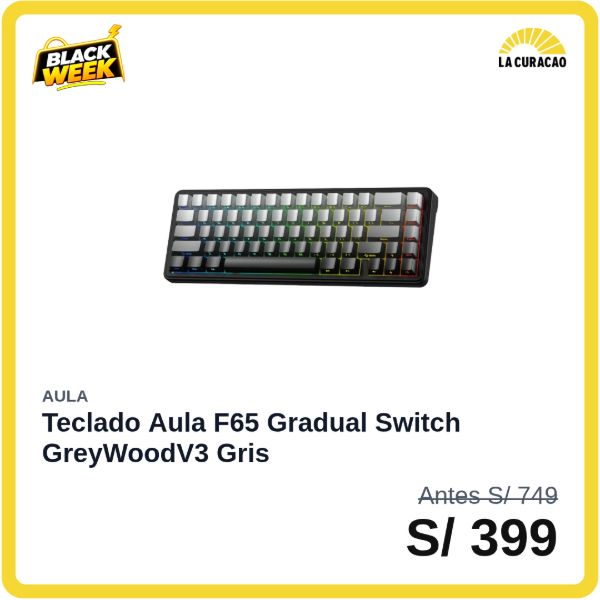 BLACK
WEEK
LA CURACAO
AULA
Teclado Aula F65 Gradual Switch
GreyWoodV3 Gris
Antes S/ 749
S/ 399